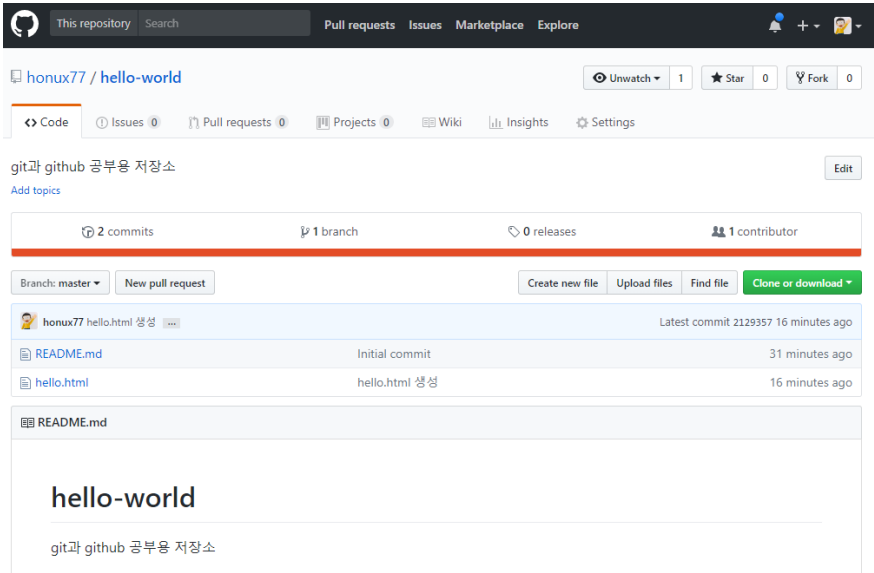 This repository Search Pull requests Issues Marketplace Explore
honux77 / hello-world Unwatch 1 Star 0 Fork 0
Code Issues 0 Pull requests 0 Projects 0 Wiki Insights Settings
git과 github 공부용 저장소 Edit
Add topics
2 commits 1 branch 0 releases 1 contributor
Branch: master New pull request Create new file Upload files Find file Clone or download
honux77 hello.html 생성 ... Latest commit 2129357 16 minutes ago
README.md Initial commit 31 minutes ago
hello.html hello.html 생성 16 minutes ago
README.md
hello-world
git과 github 공부용 저장소